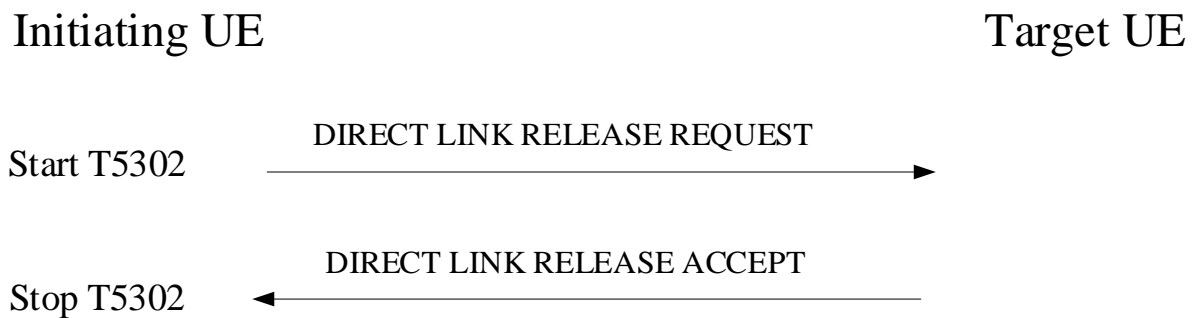 Initiating UE
Target UE
DIRECT LINK RELEASE REQUEST
Start T5302
DIRECT LINK RELEASE ACCEPT
Stop T5302